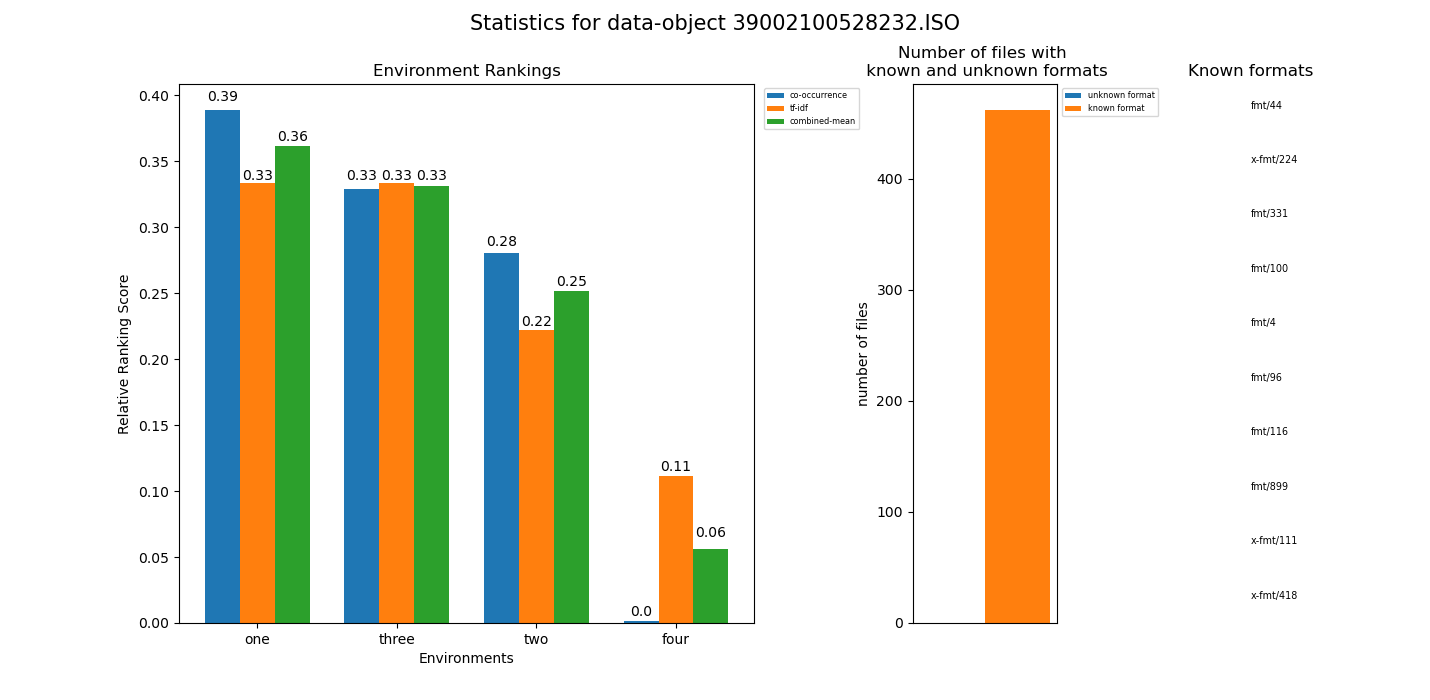 Statistics for data-object 39002100528232.ISO
Environment Rankings
0.40
0.35
0.30
0.25
0.20
0.15
0.10
0.05
0.00
Relative Ranking Score
0.39
0.33
0.36
0.33
0.33
0.33
0.28
0.22
0.25
0.0
0.11
0.06
one
three
two
four
Environments
co-occurrence
tf-idf
combined-mean
Number of files with
known and unknown formats
400
300
200
100
0
number of files
unknown format
known format
Known formats
fmt/44
x-fmt/224
fmt/331
fmt/100
fmt/4
fmt/96
fmt/116
fmt/899
x-fmt/111
x-fmt/418